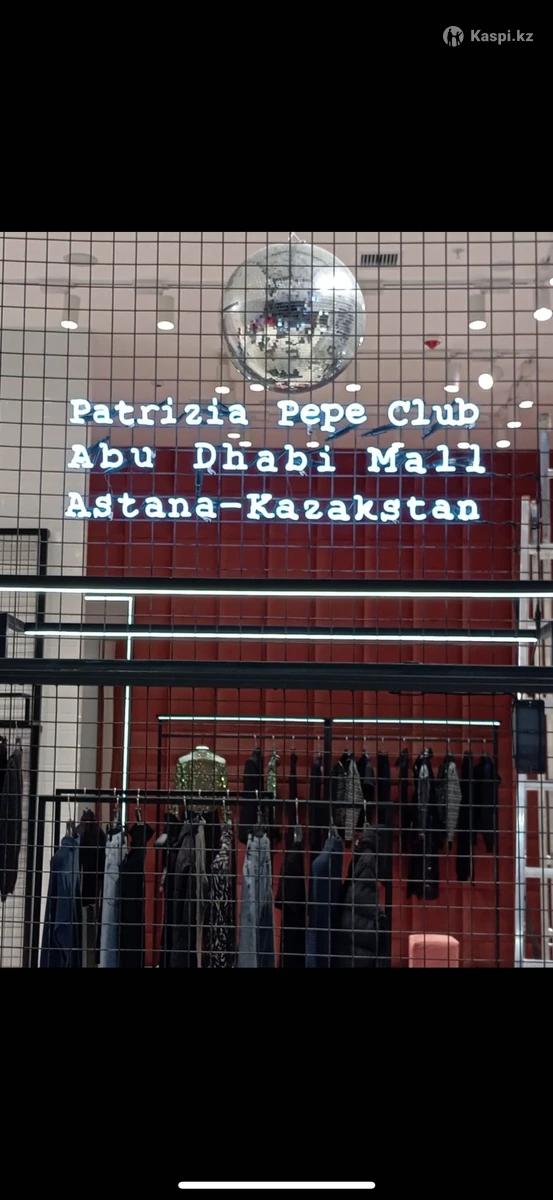 Kaspi.kz
Patrizia Pepe Club
Abu Dhabi Mall
Astana-Kazakstan